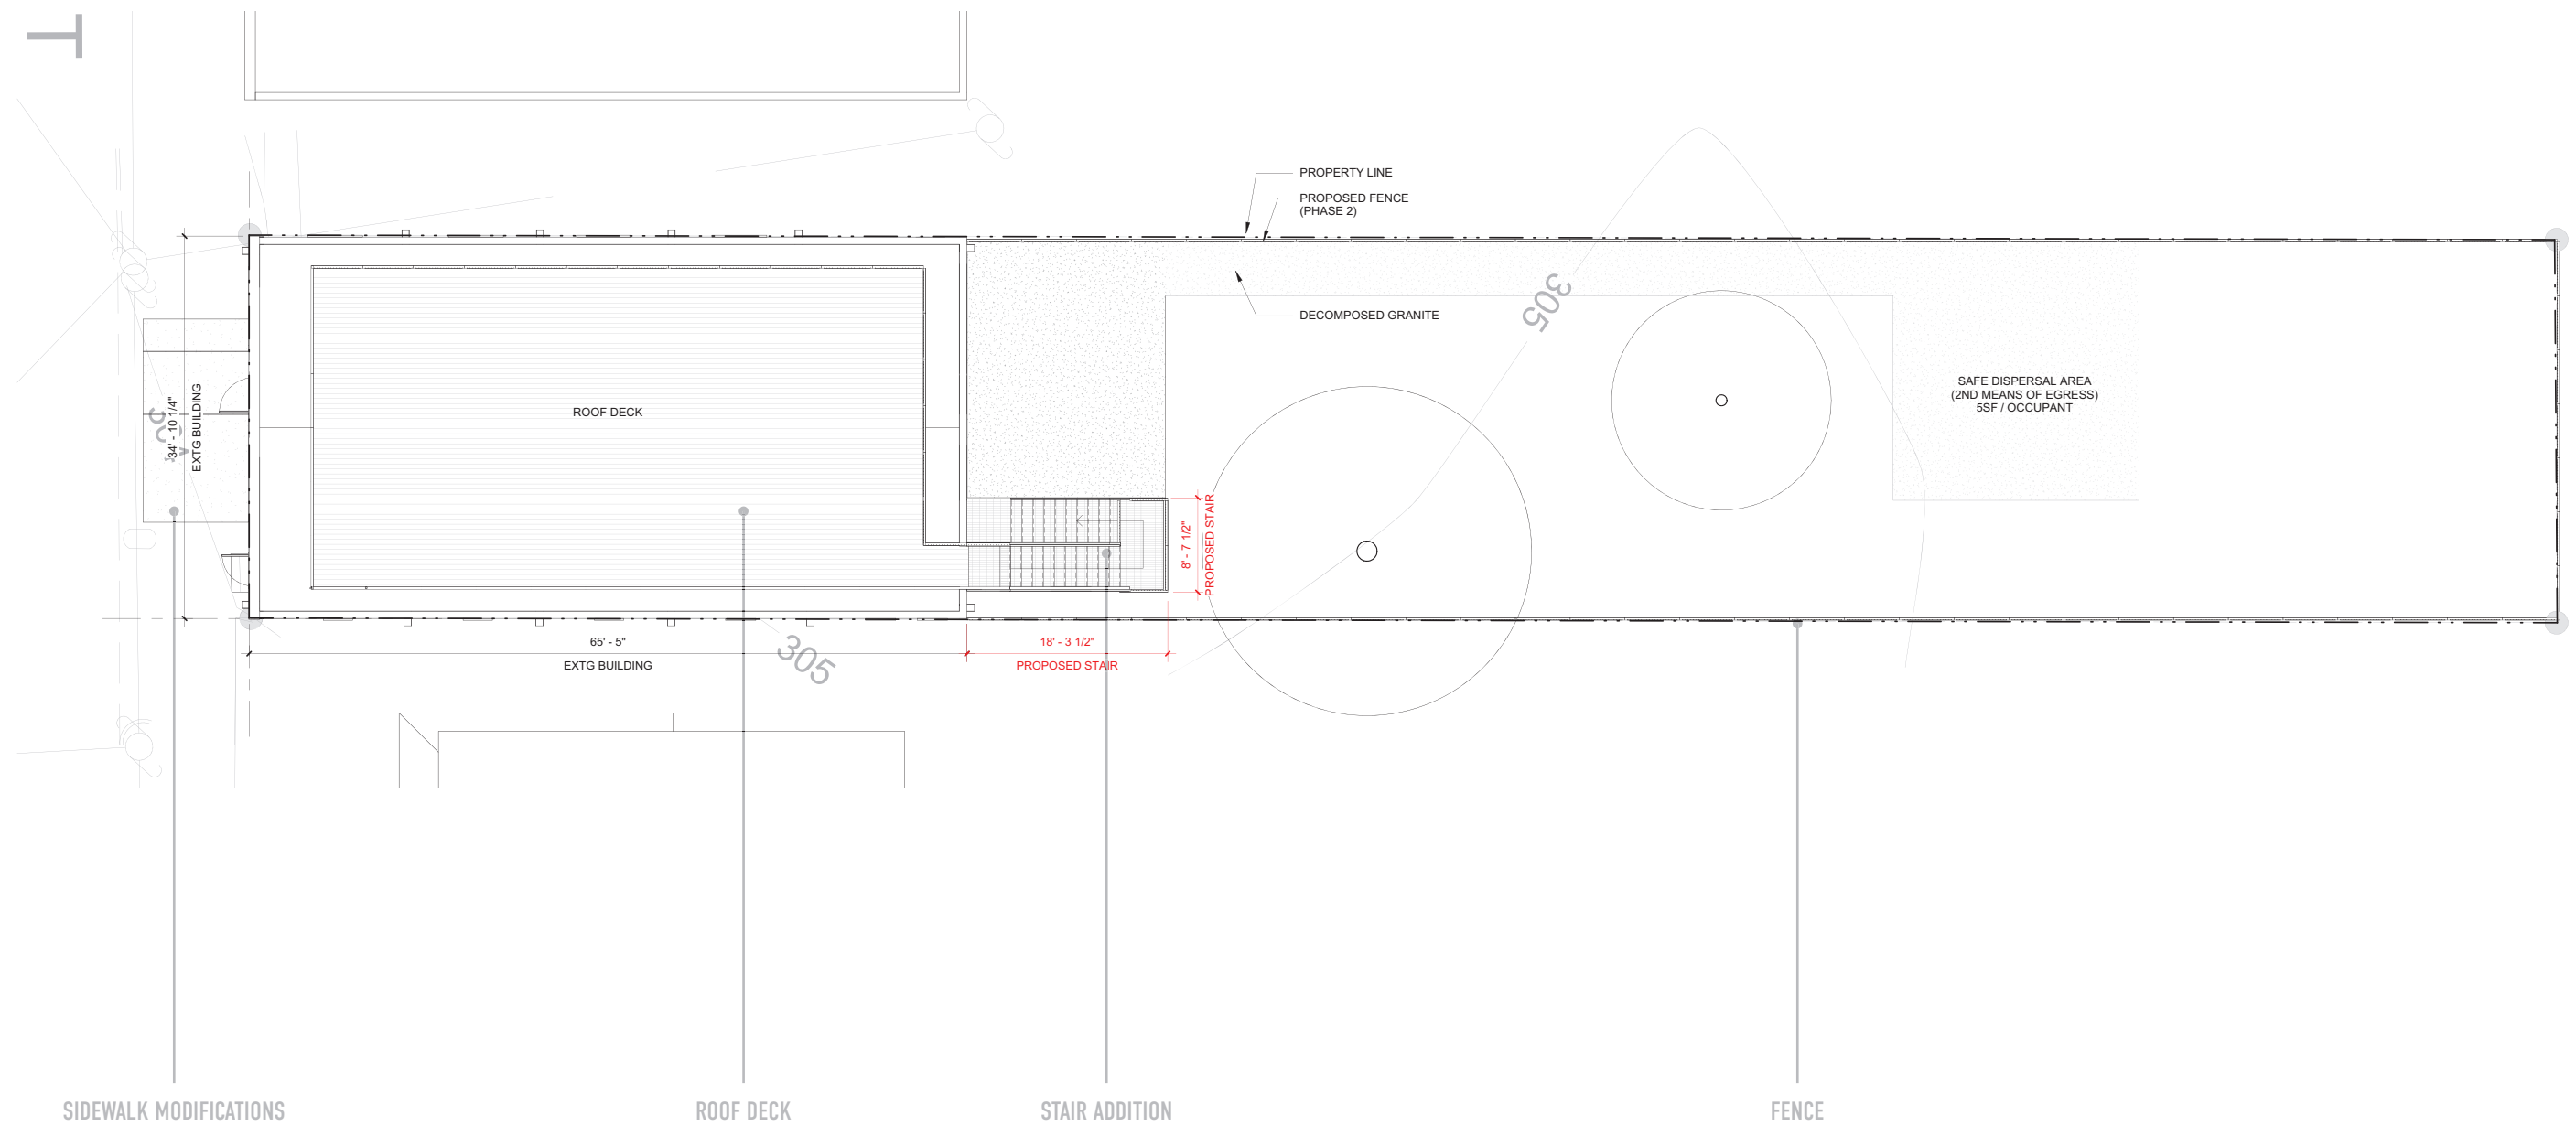 T
PROPERTY LINE
PROPOSED FENCE
(PHASE 2)
305
DECOMPOSED GRANITE
SAFE DISPERSAL AREA
(2ND MEANS OF EGRESS)
5SF / OCCUPANT
34' - 10 1/4"
EXTG BUILDING
ROOF DECK
8' - 7 1/2"
PROPOSED STAIR
65' - 5"
EXTG BUILDING
305
18' - 3 1/2"
PROPOSED STAIR
SIDEWALK MODIFICATIONS
ROOF DECK
STAIR ADDITION
FENCE